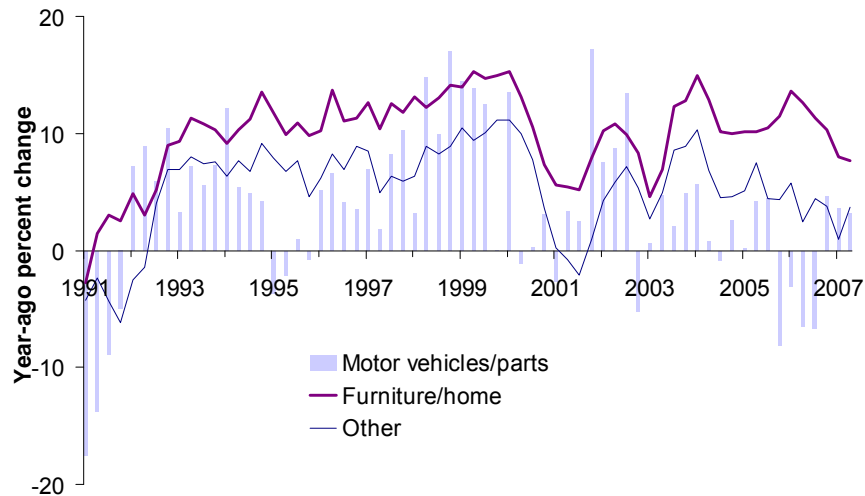 Year-ago percent change
20
10
0
-10
-20
1991 1993 1995 1997 1999 2001 2003 2005 2007
Motor vehicles/parts
Furniture/home
Other